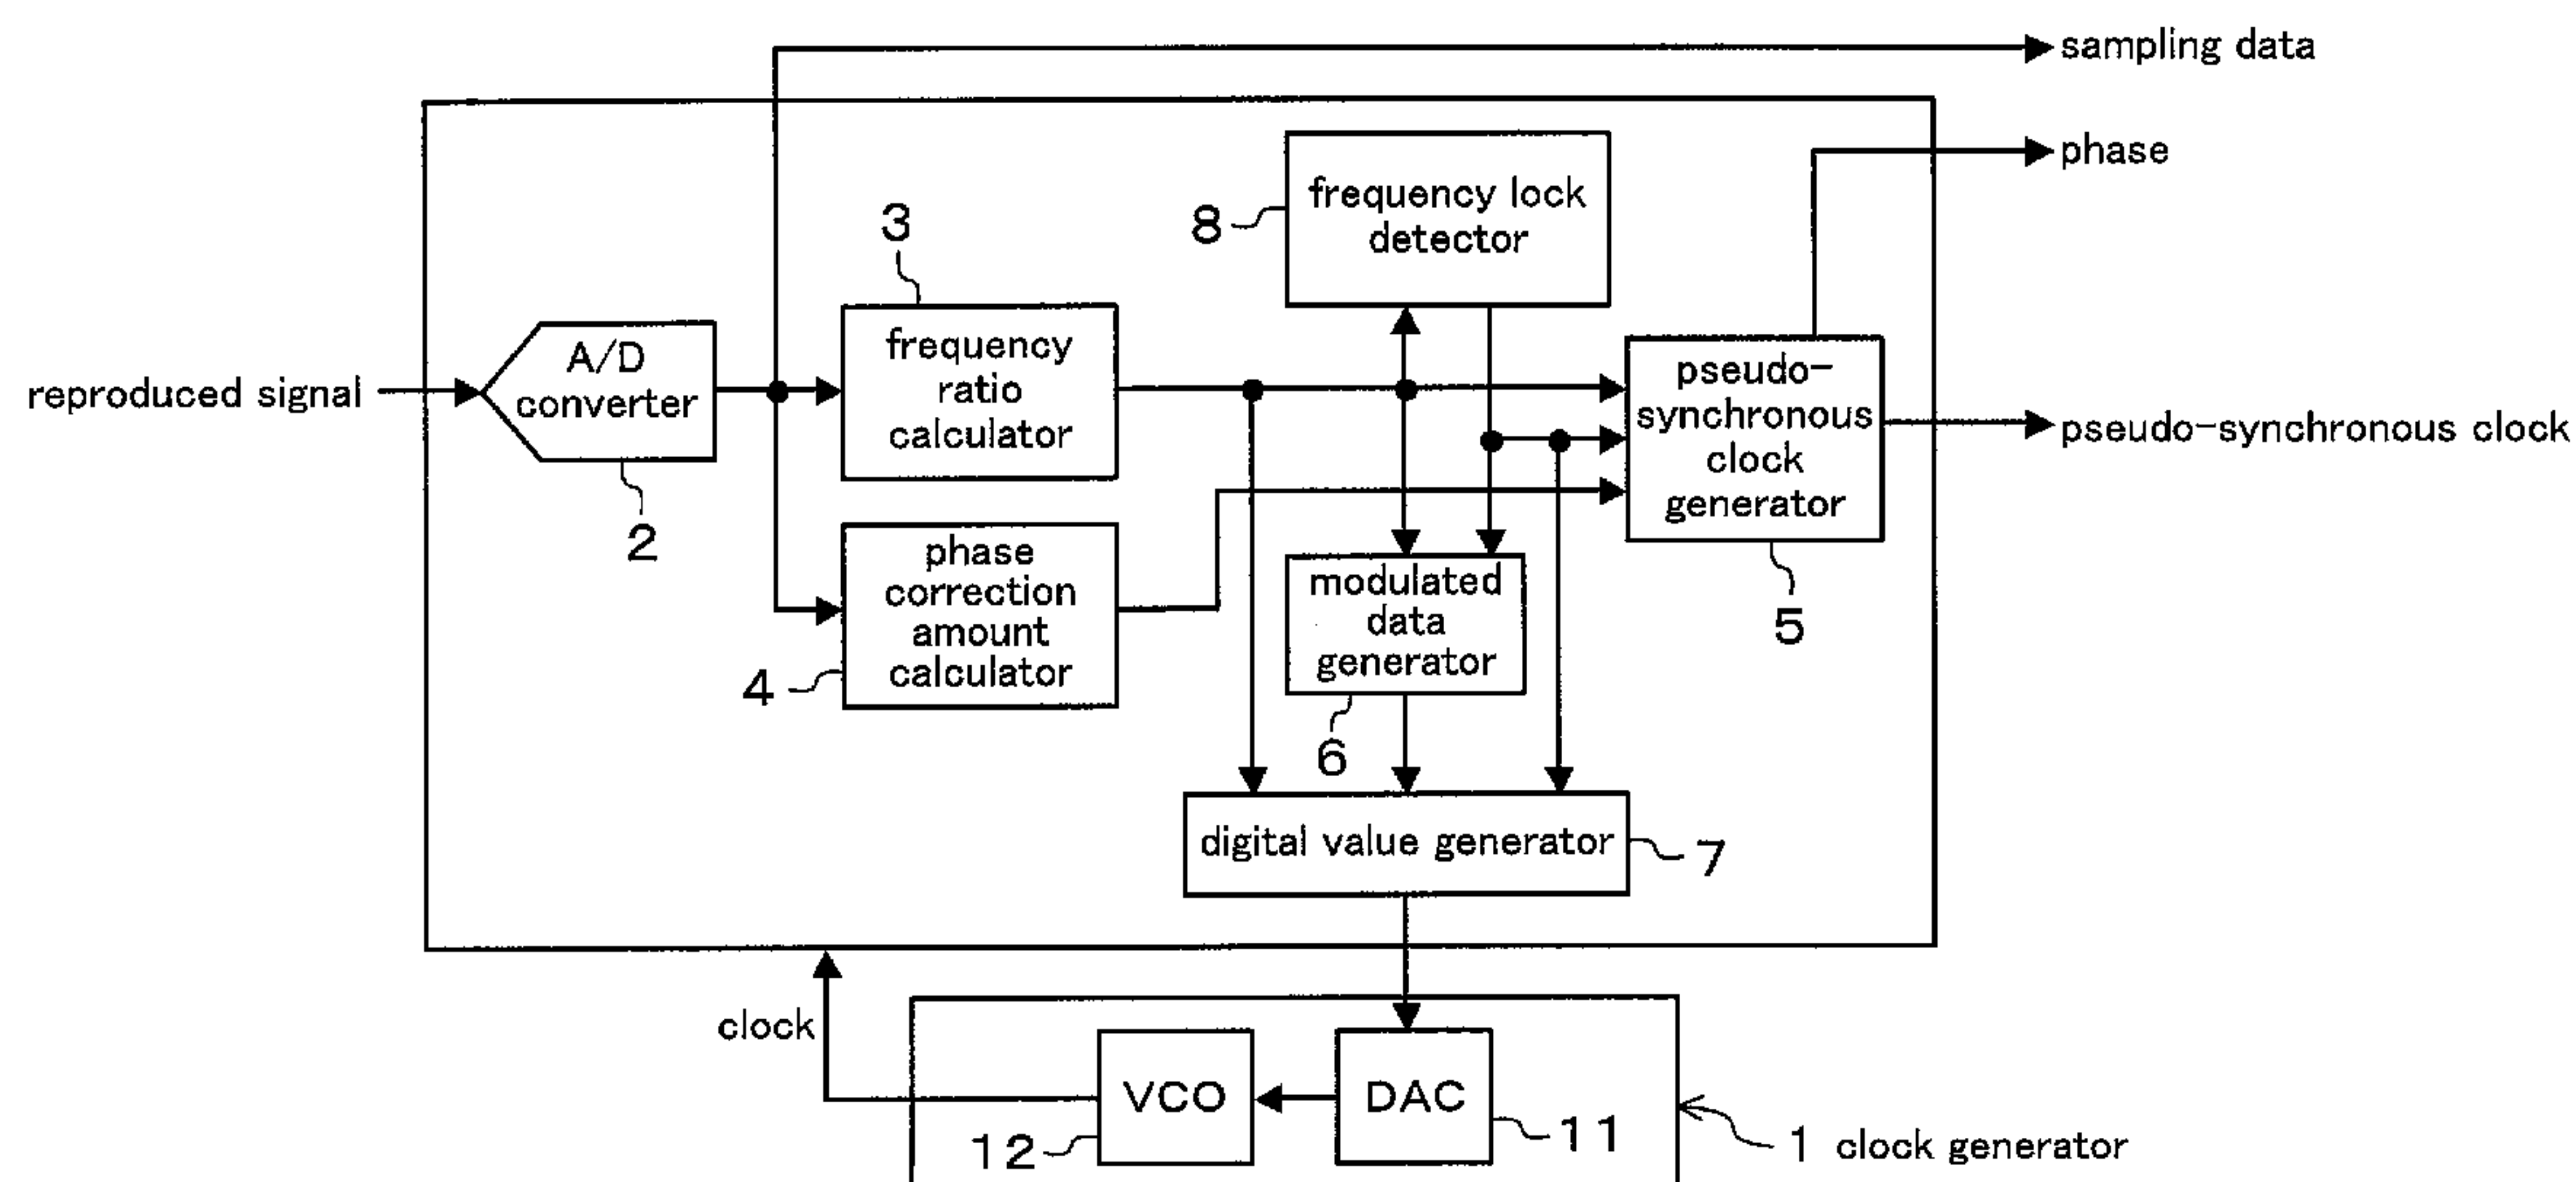 sampling data
phase
frequency lock
detector
8
3
reproduced signal
A/D
converter
2
frequency
ratio
calculator
pseudo-
synchronous
clock
generator
5
pseudo-synchronous clock
phase
correction
amount
calculator
4
modulated
data
generator
6
digital value generator
7
clock
VCO
12
DAC
11
1 clock generator